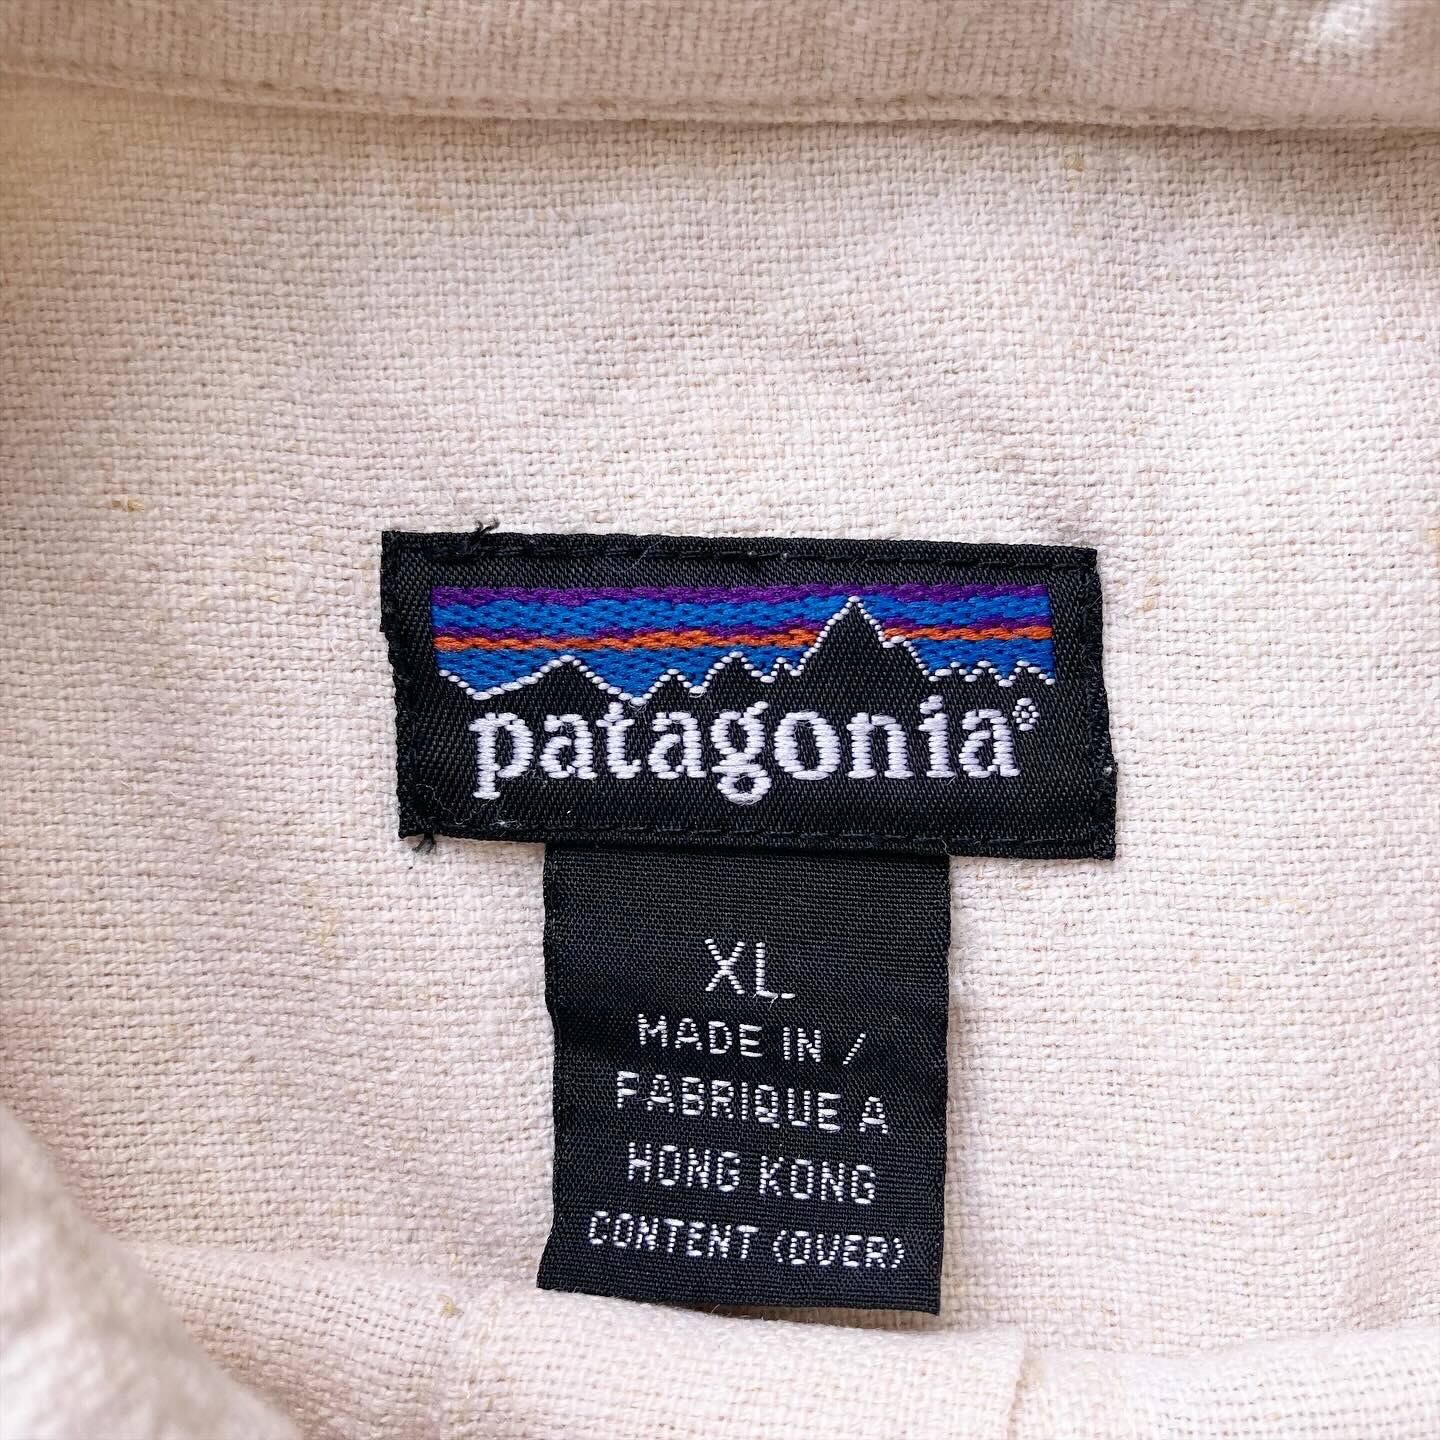 patagonia®
XL
MADE IN /
FABRIQUE A
HONG KONG
CONTENT (OVER)